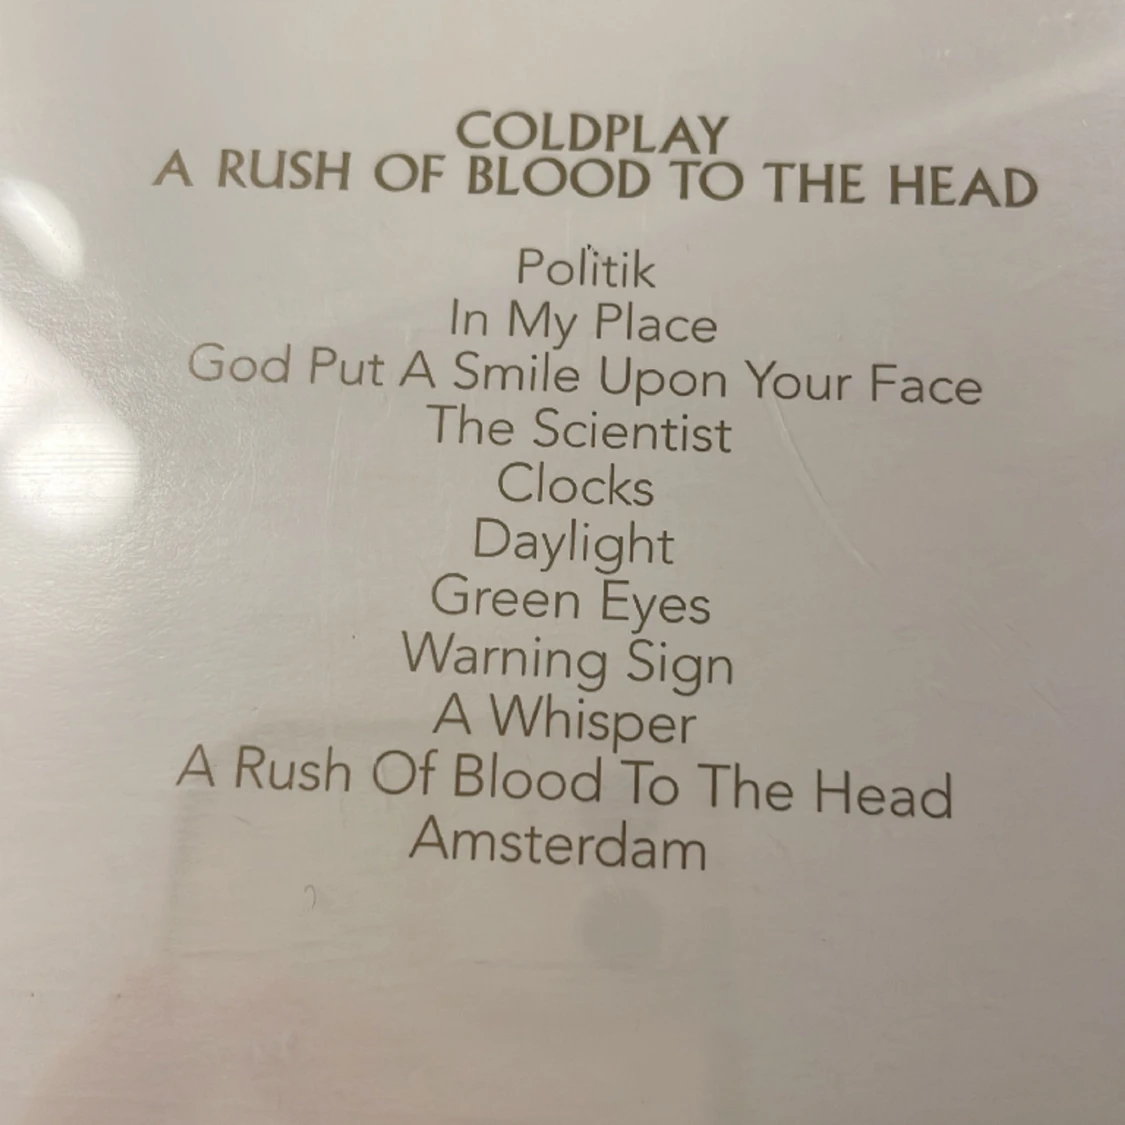 COLDPLAY
A RUSH OF BLOOD TO THE HEAD
Politik
In My Place
God Put A Smile Upon Your Face
The Scientist
Clocks
Daylight
Green Eyes
Warning Sign
A Whisper
A Rush Of Blood To The Head
Amsterdam